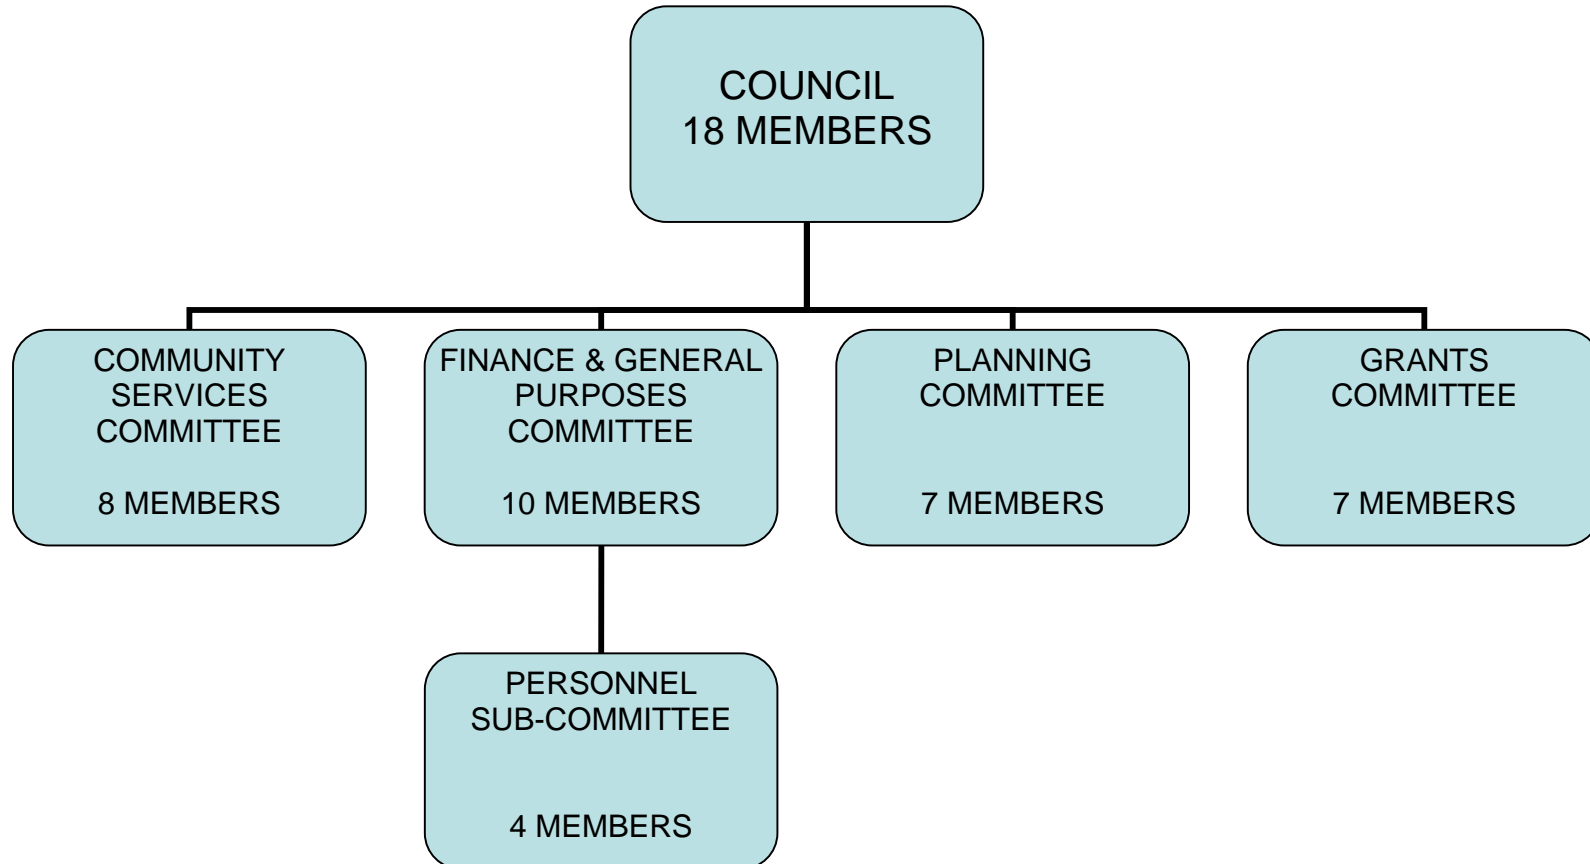 COUNCIL
18 MEMBERS
COMMUNITY
SERVICES
COMMITTEE
8 MEMBERS
FINANCE & GENERAL
PURPOSES
COMMITTEE
10 MEMBERS
PLANNING
COMMITTEE
7 MEMBERS
GRANTS
COMMITTEE
7 MEMBERS
PERSONNEL
SUB-COMMITTEE
4 MEMBERS